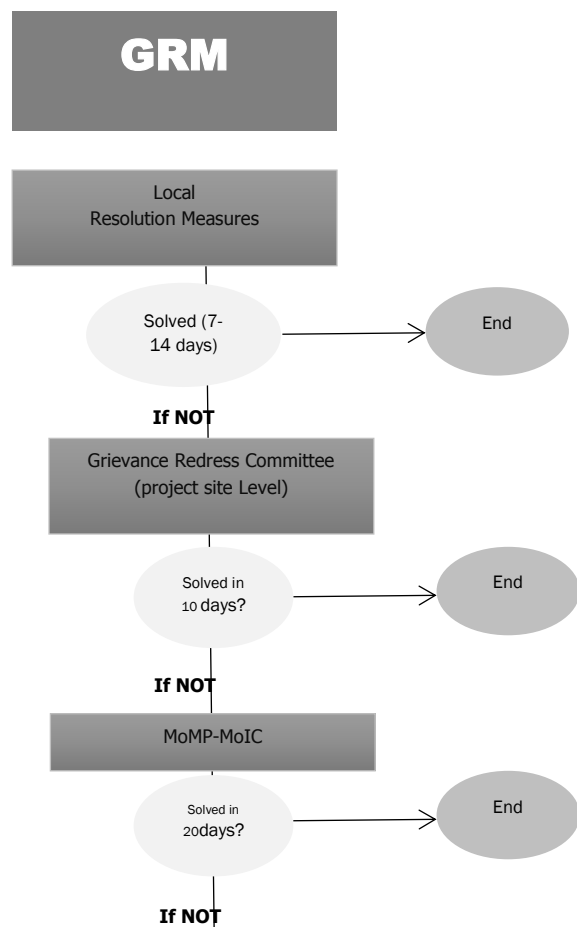 GRM
Local
Resolution Measures
Solved (7-
14 days)
End
If NOT
Grievance Redress Committee
(project site Level)
Solved in
10 days?
End
If NOT
MoMP-MoIC
Solved in
20days?
End
If NOT